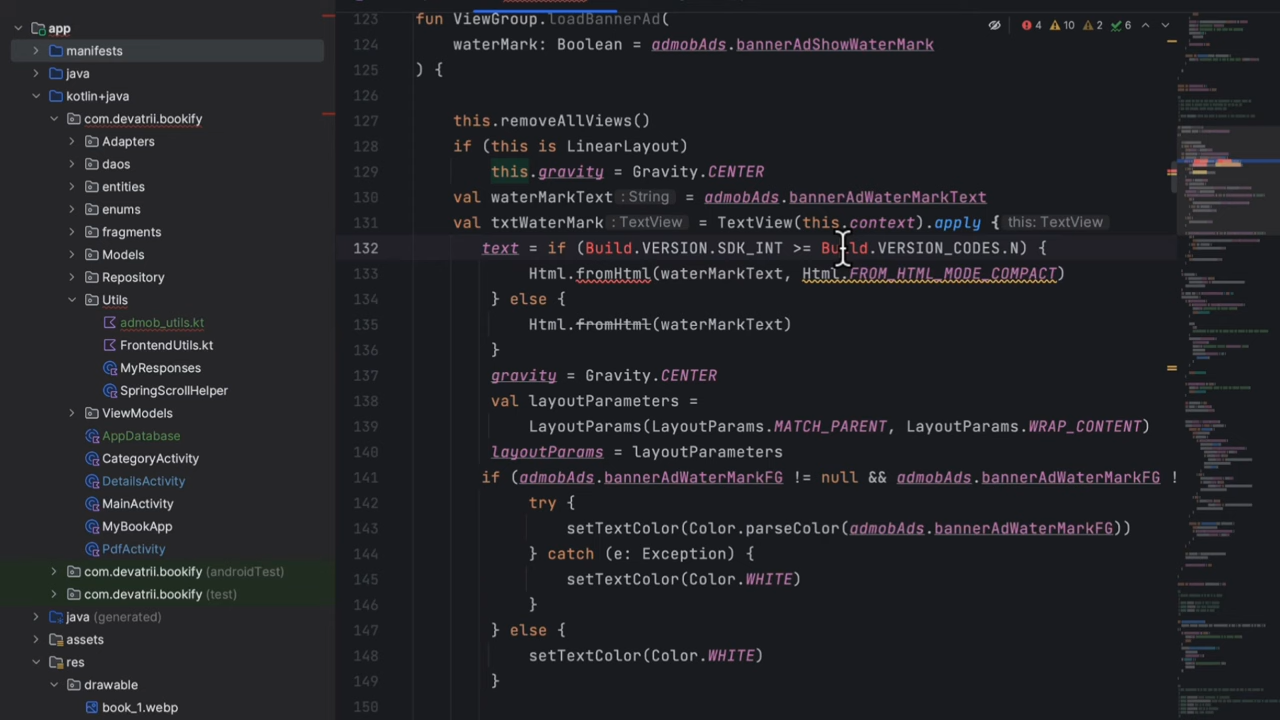 app
manifests
java
kotlin+java
com.devatrii.bookify
Adapters
daos
entities
enums
fragments
Models
Repository
Utils
admob_utils.kt
FrontendUtils.kt
MyResponses
SpringScrollHelper
ViewModels
AppDatabase
CategoryActivity
DetailsActivity
MainActivity
MyBookApp
PdfActivity
com.devatrii.bookify (androidTest)
com.devatrii.bookify (test)
java (generated)
assets
res
drawable
book_1.webp
4 10 2 6
123 fun ViewGroup.loadBannerAd(
124 waterMark: Boolean = admobAds.bannerAdShowWaterMark
125 ) {
126
127 this.removeAllViews()
128 if (this is LinearLayout)
129 this.gravity = Gravity.CENTER
130 val waterMarkText : String = admobAds.bannerAdWaterMarkText
131 val txtWaterMark : TextView = TextView(this.context).apply { this: TextView
132 text = if (Build.VERSION.SDK_INT >= Build.VERSION_CODES.N) {
133 Html.fromHtml(waterMarkText, Html.FROM_HTML_MODE_COMPACT)
134 } else {
135 Html.fromHtml(waterMarkText)
136 }
137 gravity = Gravity.CENTER
138 val layoutParameters =
139 LayoutParams(LayoutParams.MATCH_PARENT, LayoutParams.WRAP_CONTENT)
140 layoutParams = layoutParameters
141 if (admobAds.bannerAdWaterMarkFG != null && admobAds.bannerAdWaterMarkFG !
142 try {
143 setTextColor(Color.parseColor(admobAds.bannerAdWaterMarkFG))
144 } catch (e: Exception) {
145 setTextColor(Color.WHITE)
146 }
147 } else {
148 setTextColor(Color.WHITE)
149 }
150